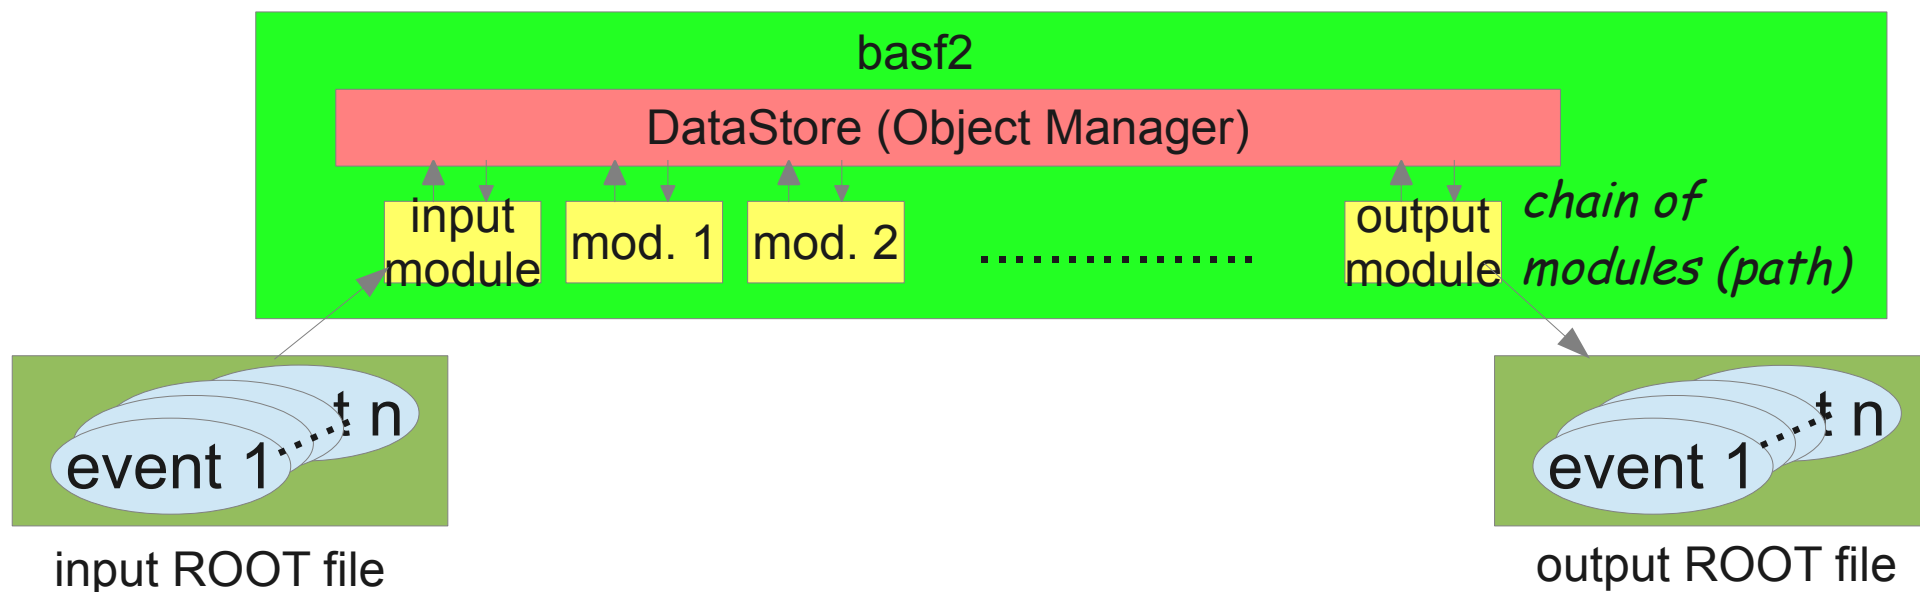 basf2
DataStore (Object Manager)
input
module
mod. 1
mod. 2
output
module
chain of
modules (path)
event 1
t n
input ROOT file
event 1
t n
output ROOT file